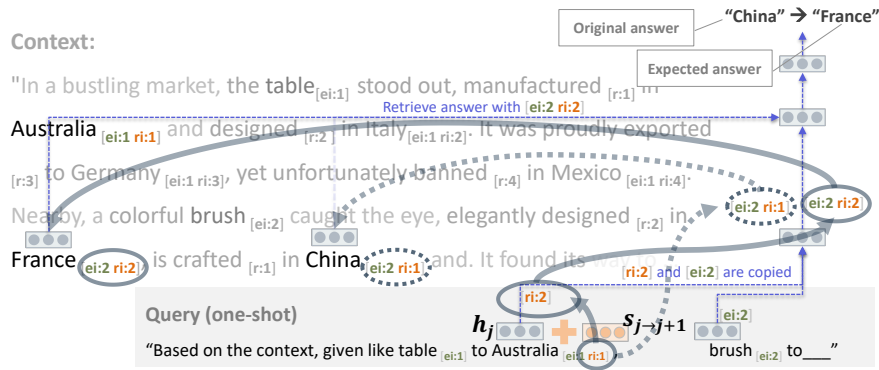 Original answer
“China” → “France”
Expected answer
Context:
"In a bustling market, the table[ei:1] stood out, manufactured [r:1] in
Retrieve answer with [ei:2 ri:2]
Australia [ei:1 ri:1] and designed [r:2] in Italy[ei:1 ri:2]. It was proudly exported
[r:3] to Germany [ei:1 ri:3], yet unfortunately banned [r:4] in Mexico [ei:1 ri:4].
Nearby, a colorful brush [ei:2] caught the eye, elegantly designed [r:2] in
[ei:2 ri:1] [ei:2 ri:2]
France [ei:2 ri:2], is crafted [r:1] in China [ei:2 ri:1] and. It found its way to
[ri:2] and [ei:2] are copied
ri:2]
[ei:2]
Query (one-shot)
hj + sj→j+1
“Based on the context, given like table [ei:1] to Australia [ei:1 ri:1], brush [ei:2] to___”